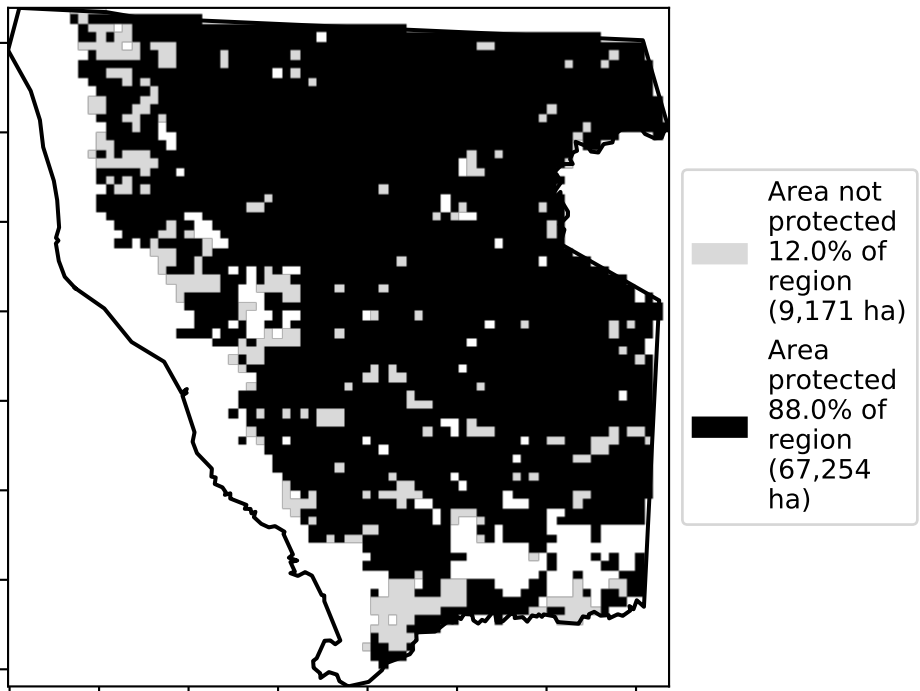 Area not
protected
12.0% of
region
(9,171 ha)
Area
protected
88.0% of
region
(67,254
ha)